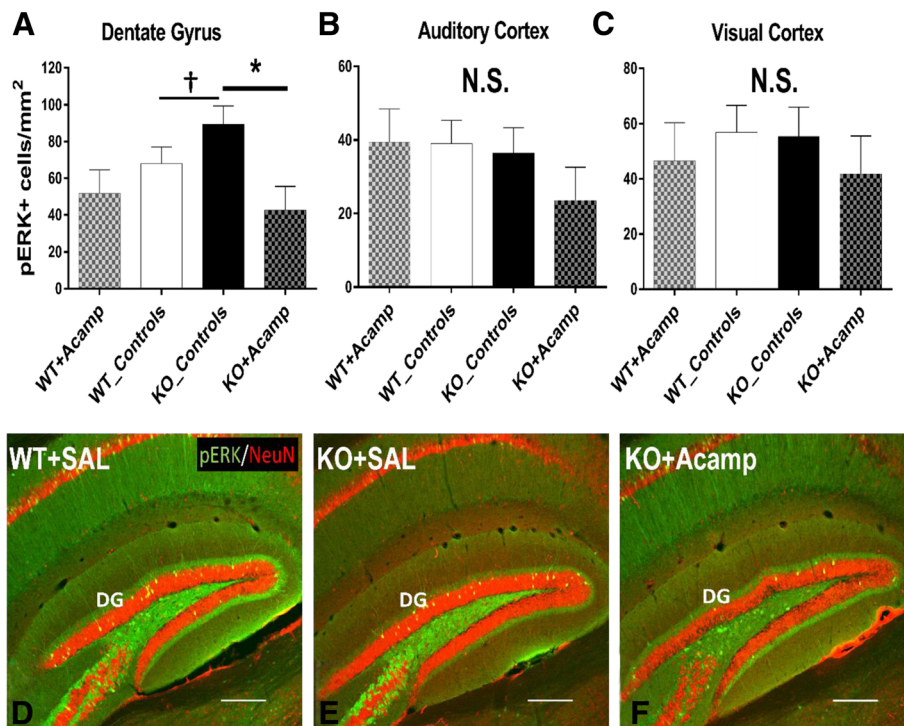 A
Dentate Gyrus
pERK+ cells/mm²
120
100
80
60
40
20
0
†
*
WT+Acamp
WT_Controls
KO_Controls
KO+Acamp
B
Auditory Cortex
60
40
20
0
N.S.
WT+Acamp
WT_Controls
KO_Controls
KO+Acamp
C
Visual Cortex
80
60
40
20
0
N.S.
WT+Acamp
WT_Controls
KO_Controls
KO+Acamp
WT+SAL
pERK/NeuN
DG
D
KO+SAL
DG
E
KO+Acamp
DG
F